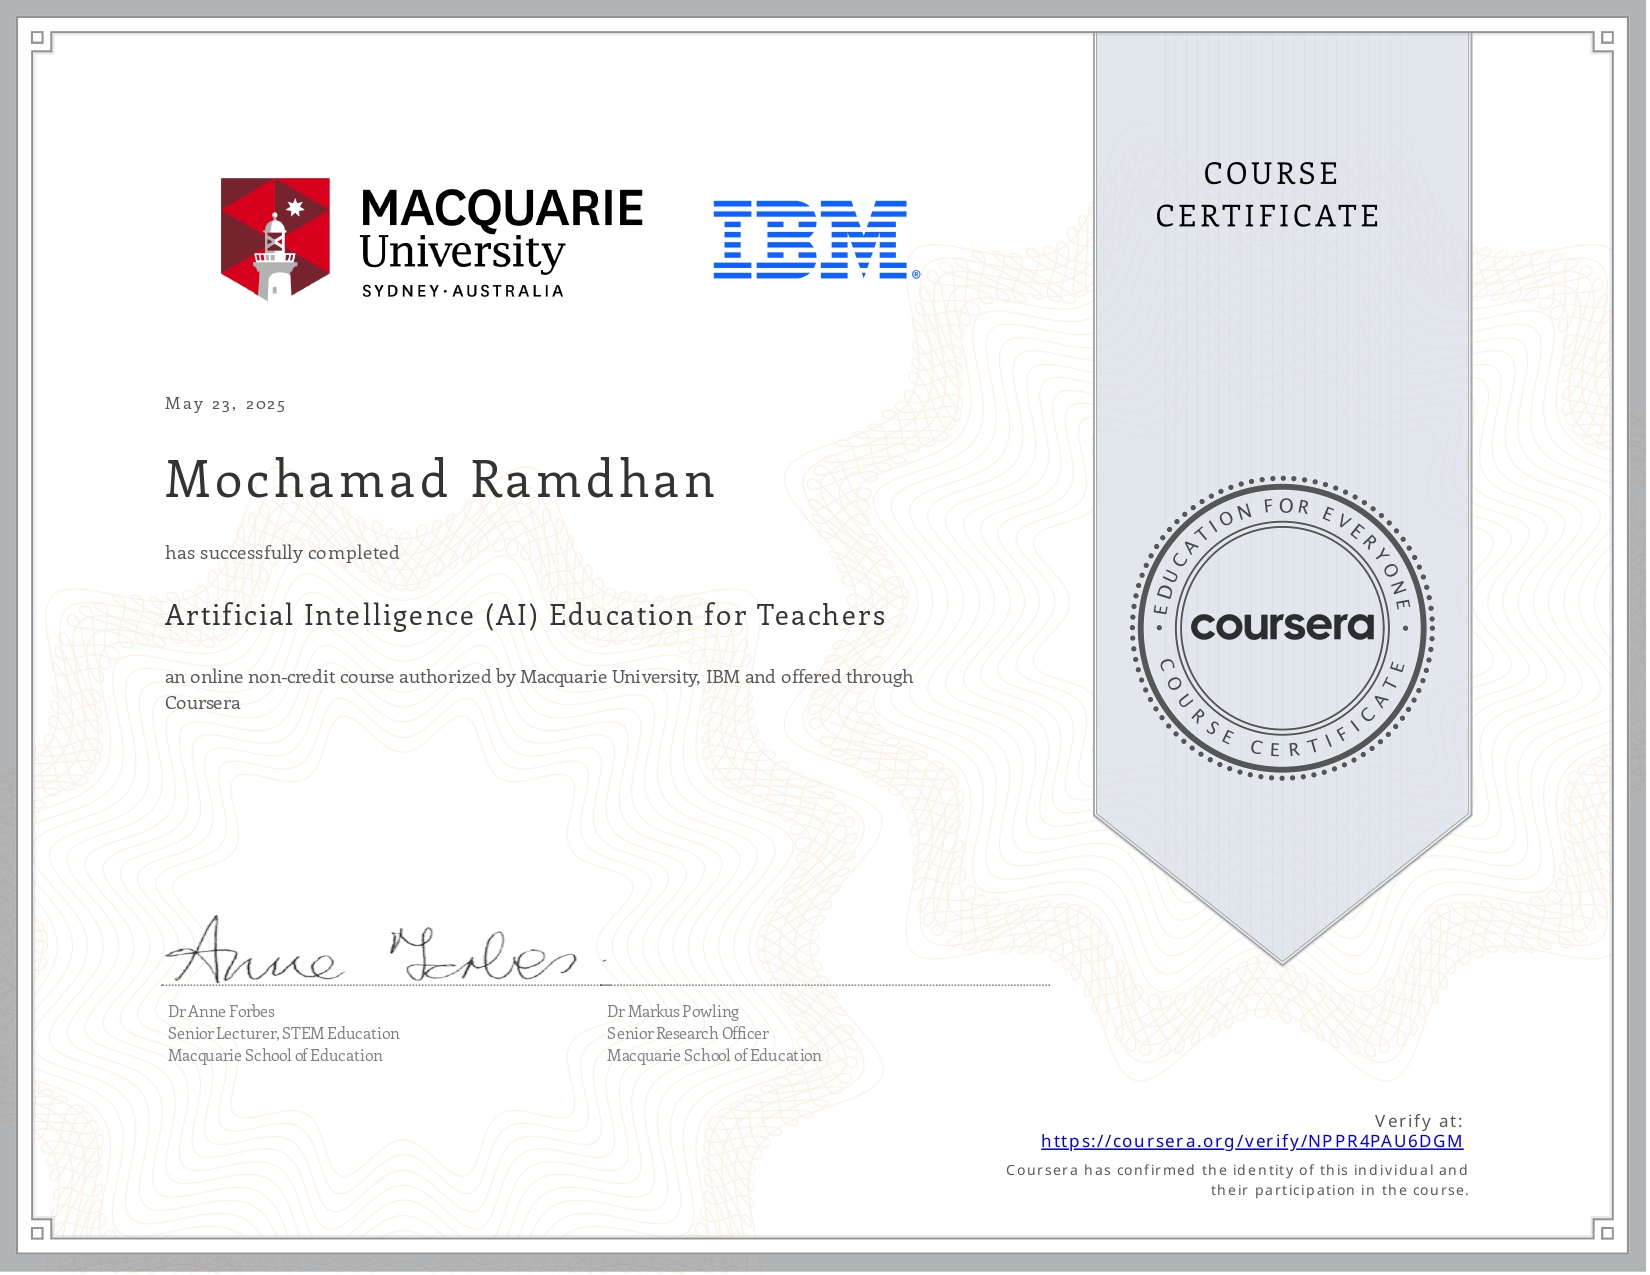 MACQUARIE
University
SYDNEY·AUSTRALIA
IBM®
COURSE
CERTIFICATE
May 23, 2025
Mochamad Ramdhan
has successfully completed
Artificial Intelligence (AI) Education for Teachers
an online non-credit course authorized by Macquarie University, IBM and offered through
Coursera
• EDUCATION FOR EVERYONE •
coursera
COURSE CERTIFICATE
Anne Forbes
Dr Anne Forbes
Senior Lecturer, STEM Education
Macquarie School of Education
Dr Markus Powling
Senior Research Officer
Macquarie School of Education
Verify at:
https://coursera.org/verify/NPPR4PAU6DGM
Coursera has confirmed the identity of this individual and
their participation in the course.